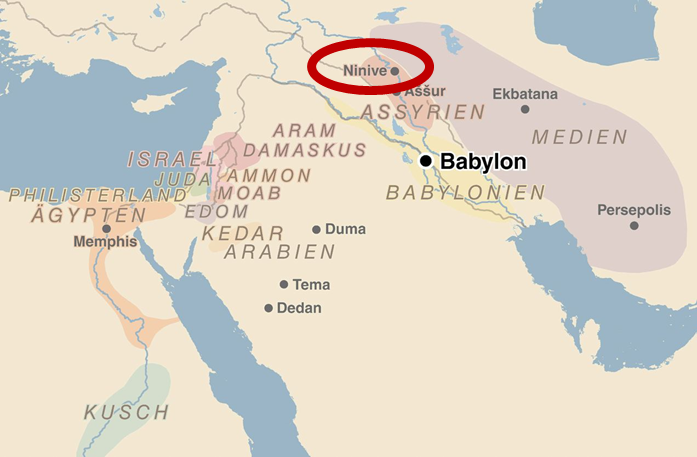 Ninive
Aššur
ASSYRIEN
Ekbatana
MEDIEN
ARAM
DAMASKUS
ISRAEL
JUDA
AMMON
PHILISTERLAND
MOAB
Babylon
BABYLONIEN
ÄGYPTEN
EDOM
Memphis
KEDAR
Duma
ARABIEN
Persepolis
Tema
Dedan
KUSCH